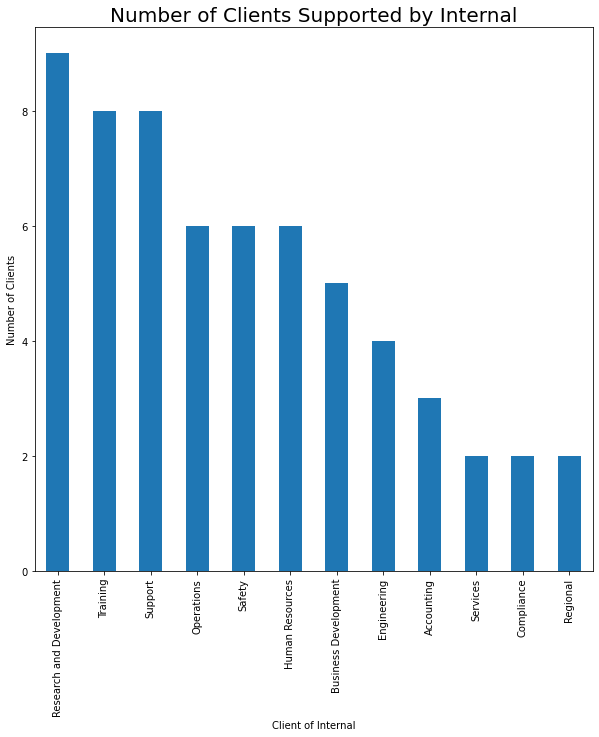 Number of Clients Supported by Internal
Number of Clients
8
6
4
2
0
Research and Development
Training
Support
Operations
Safety
Human Resources
Business Development
Engineering
Accounting
Services
Compliance
Regional
Client of Internal